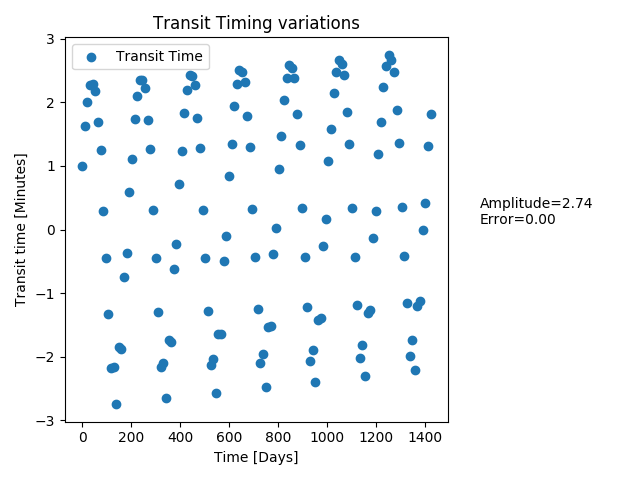 Transit Timing variations
Transit Time
Transit time [Minutes]
3
2
1
0
−1
−2
−3
0 200 400 600 800 1000 1200 1400
Time [Days]
Amplitude=2.74
Error=0.00